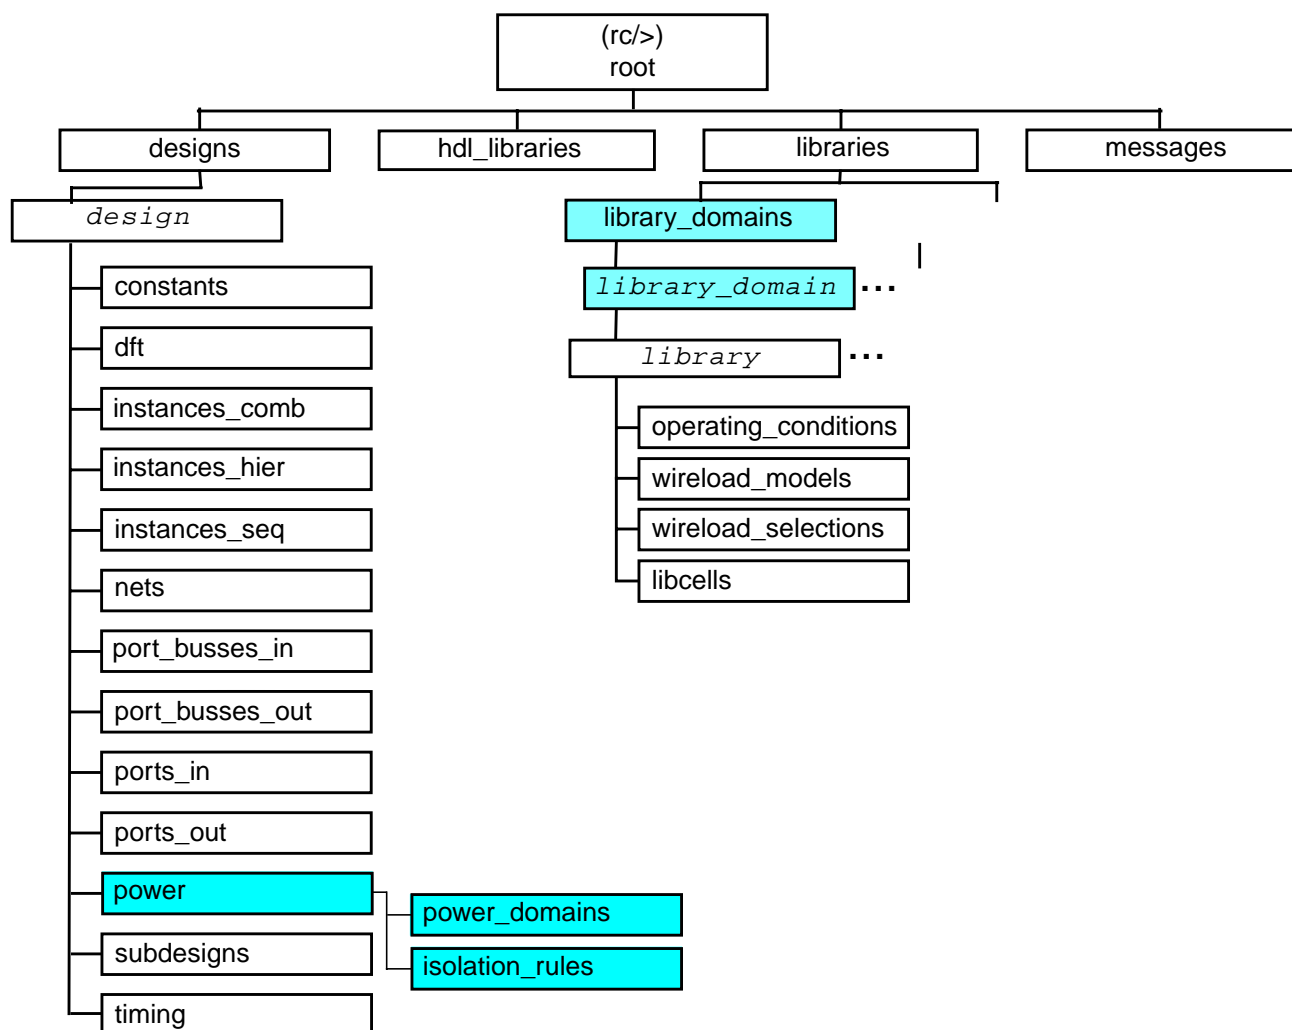 (rc/>)
root
designs
hdl_libraries
libraries
messages
design
library_domains
constants
library_domain ...
dft
library ...
instances_comb
operating_conditions
instances_hier
wireload_models
instances_seq
wireload_selections
nets
libcells
port_busses_in
port_busses_out
ports_in
ports_out
power
power_domains
subdesigns
isolation_rules
timing